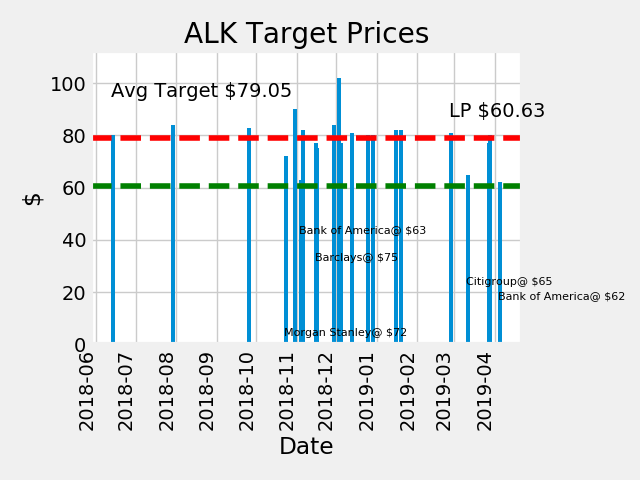 ALK Target Prices
Avg Target $79.05
LP $60.63
Bank of America@ $63
Barclays@ $75
Citigroup@ $65
Bank of America@ $62
Morgan Stanley@ $72
$
100
80
60
40
20
0
2018-06
2018-07
2018-08
2018-09
2018-10
2018-11
2018-12
2019-01
2019-02
2019-03
2019-04
Date